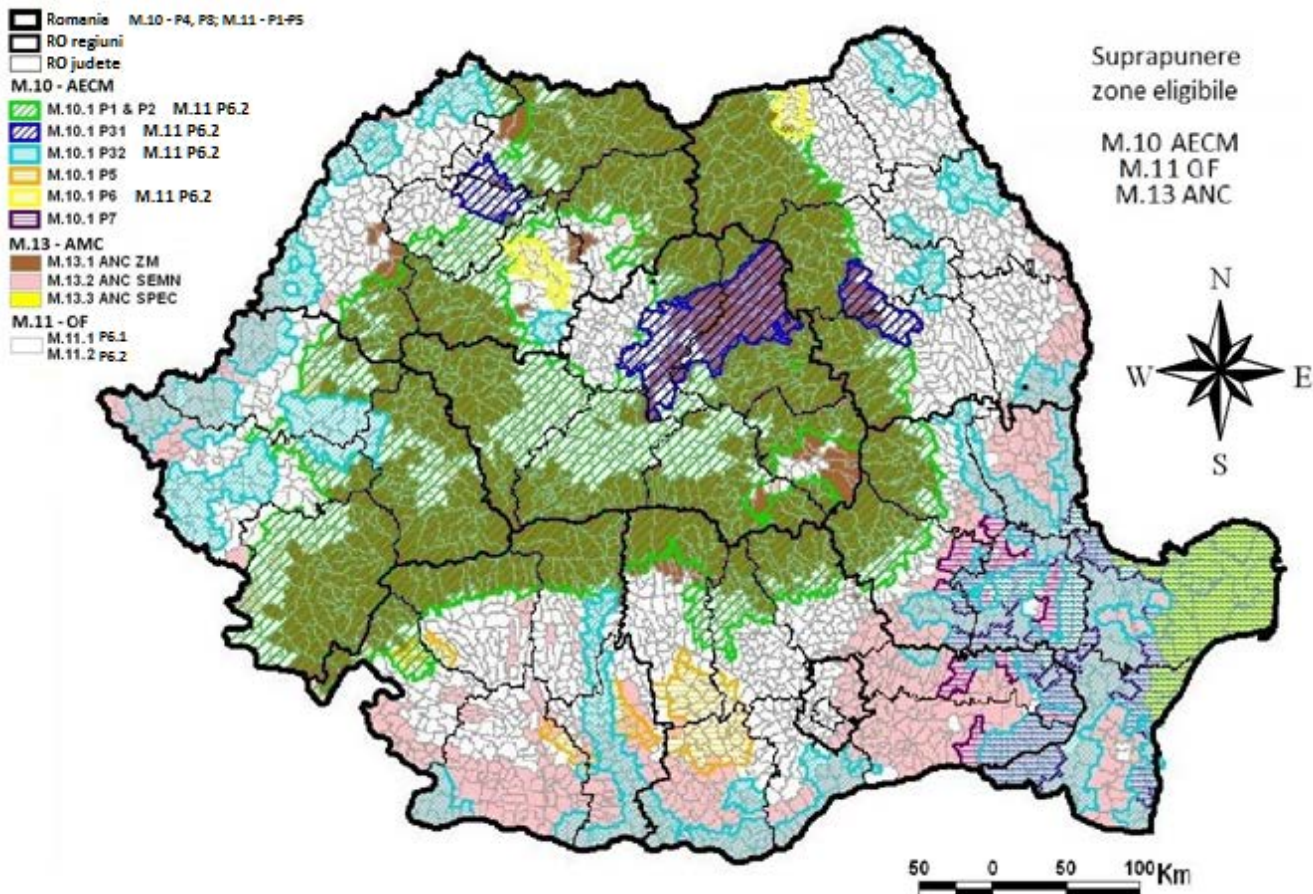 Romania M.10 - P4, P8; M.11 - P1-P5
RO regiuni
RO judete
M.10 - AECM
M.10.1 P1 & P2 M.11 P6.2
M.10.1 P31 M.11 P6.2
M.10.1 P32 M.11 P6.2
M.10.1 P5
M.10.1 P6 M.11 P6.2
M.10.1 P7
M.13 - AMC
M.13.1 ANC ZM
M.13.2 ANC SEMN
M.13.3 ANC SPEC
M.11 - OF
M.11.1 P6.1
M.11.2 P6.2
Suprapunere
zone eligibile
M.10 AECM
M.11 OF
M.13 ANC
N
W E
S
50 0 50 100 Km